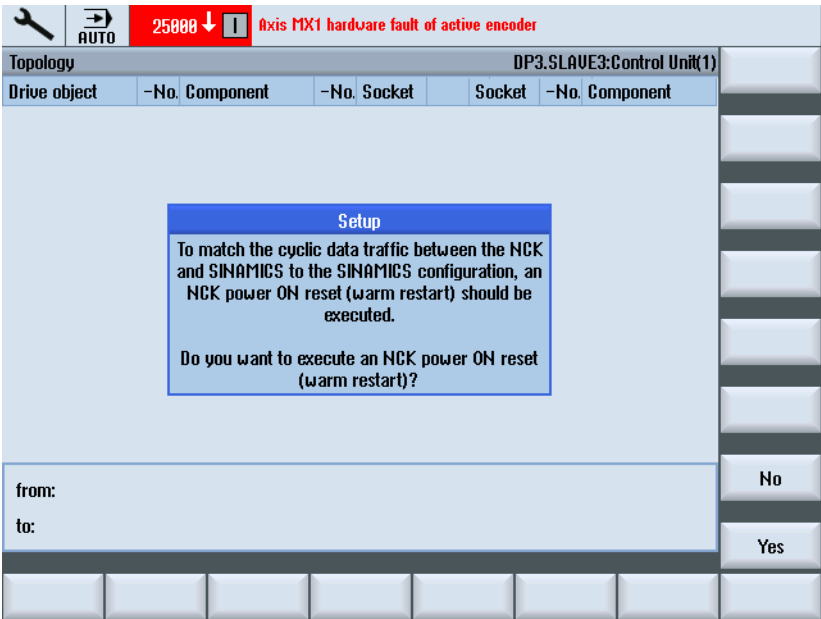 AUTO 25000 Axis MX1 hardware fault of active encoder
Topology DP3.SLAVE3:Control Unit(1)
Drive object -No. Component -No. Socket Socket -No. Component
Setup
To match the cyclic data traffic between the NCK
and SINAMICS to the SINAMICS configuration, an
NCK power ON reset (warm restart) should be
executed.
Do you want to execute an NCK power ON reset
(warm restart)?
from:
to:
No
Yes